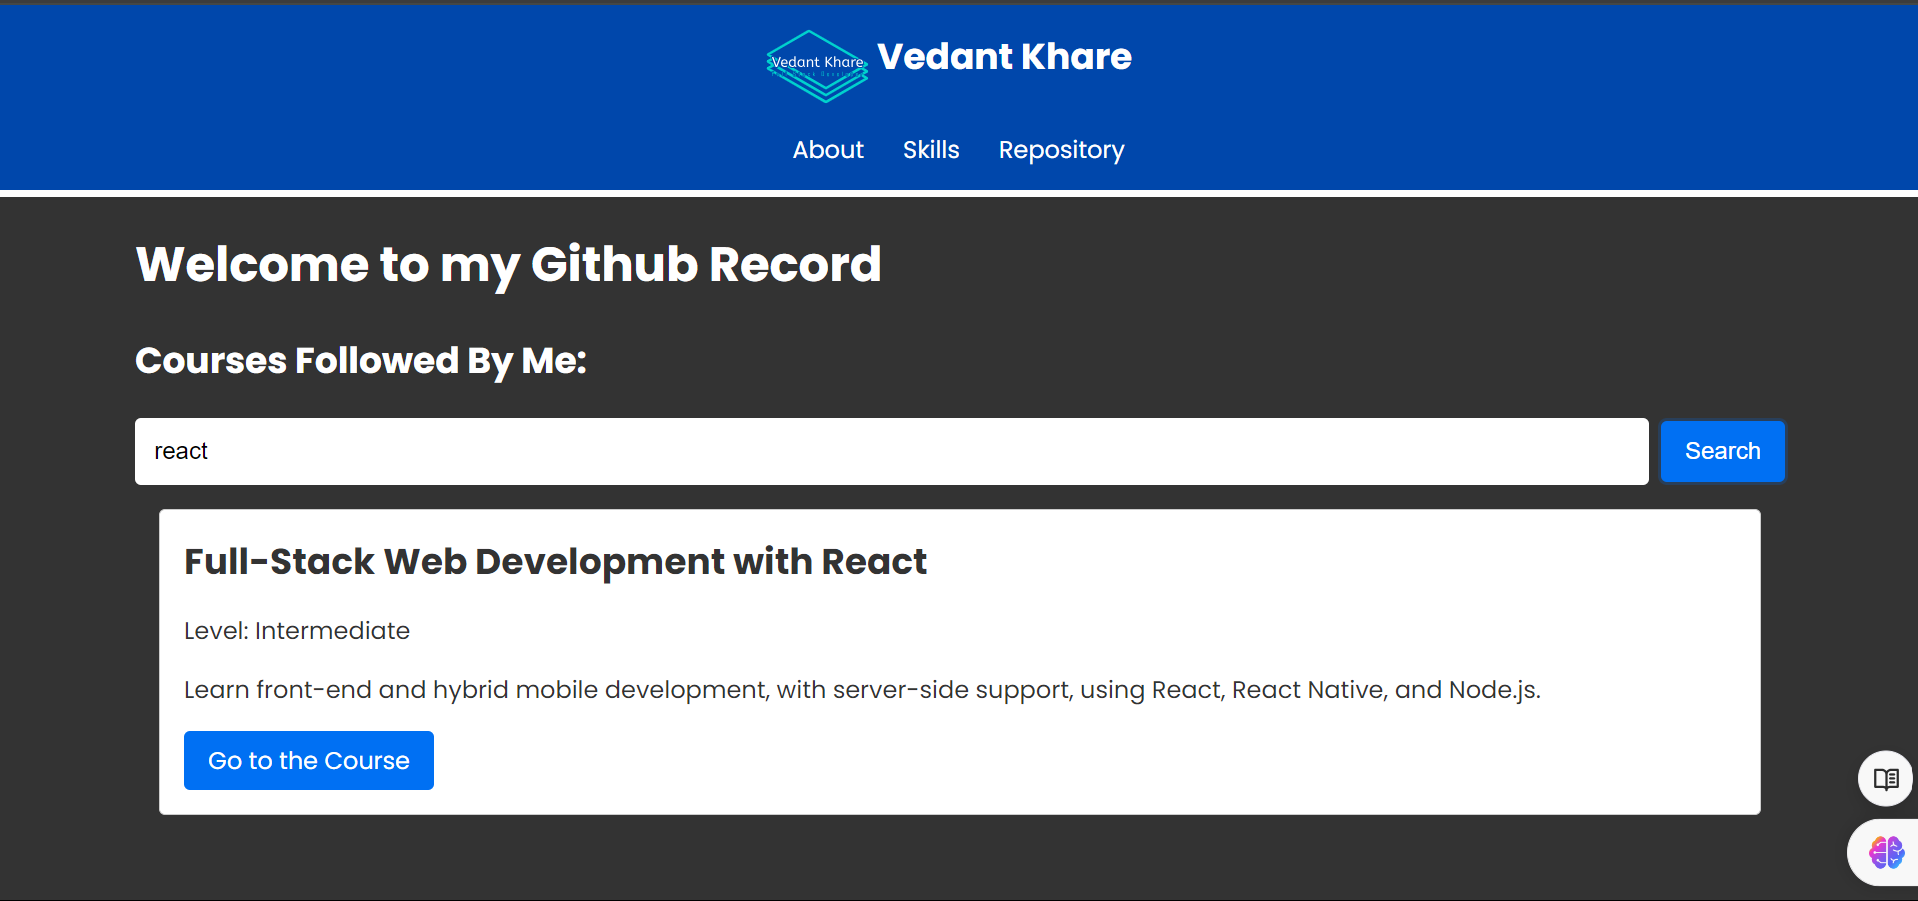 Vedant Khare
Vedant Khare
About Skills Repository
Welcome to my Github Record
Courses Followed By Me:
react
Search
Full-Stack Web Development with React
Level: Intermediate
Learn front-end and hybrid mobile development, with server-side support, using React, React Native, and Node.js.
Go to the Course